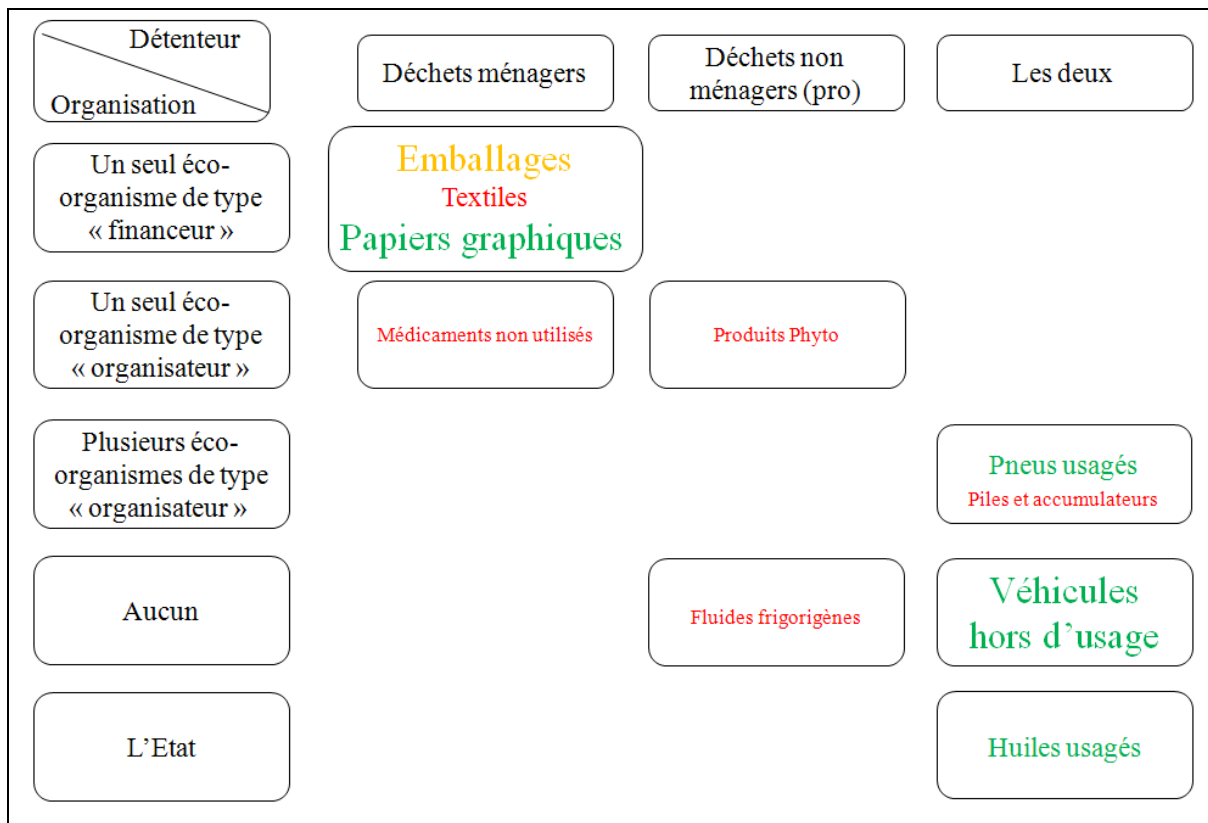 Détenteur
Organisation
Déchets ménagers
Déchets non
ménagers (pro)
Les deux
Un seul éco-
organisme de type
« financeur »
Emballages
Textiles
Papiers graphiques
Un seul éco-
organisme de type
« organisateur »
Médicaments non utilisés
Produits Phyto
Plusieurs éco-
organismes de type
« organisateur »
Pneus usagés
Piles et accumulateurs
Aucun
Fluides frigorigènes
Véhicules
hors d’usage
L’Etat
Huiles usagés